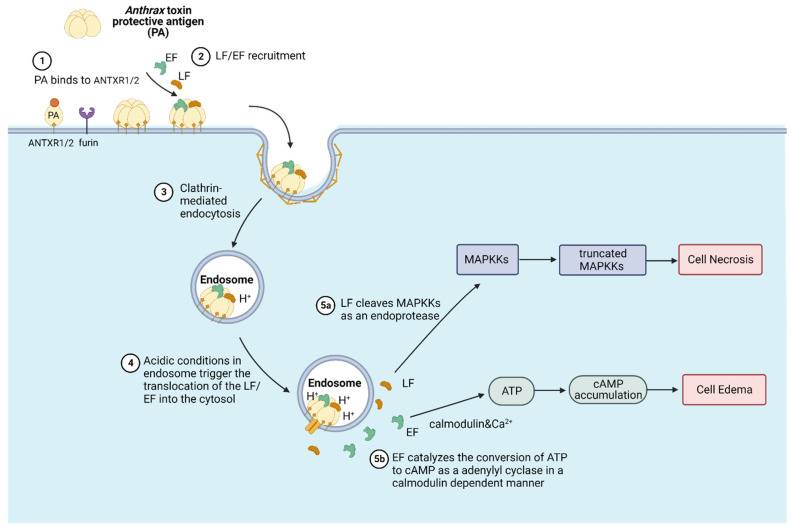 Anthrax toxin
protective antigen
(PA)
1
PA binds to ANTXR1/2
EF
LF
2 LF/EF recruitment
PA
ANTXR1/2 furin
3 Clathrin-
mediated
endocytosis
Endosome
H+
4 Acidic conditions in
endosome trigger the
translocation of the LF/
EF into the cytosol
Endosome
H+
H+
H+
LF
EF
5a LF cleaves MAPKKs
as an endoprotease
MAPKKs
truncated
MAPKKs
Cell Necrosis
calmodulin&Ca2+
ATP
cAMP
accumulation
Cell Edema
5b EF catalyzes the conversion of ATP
to cAMP as a adenylyl cyclase in a
calmodulin dependent manner